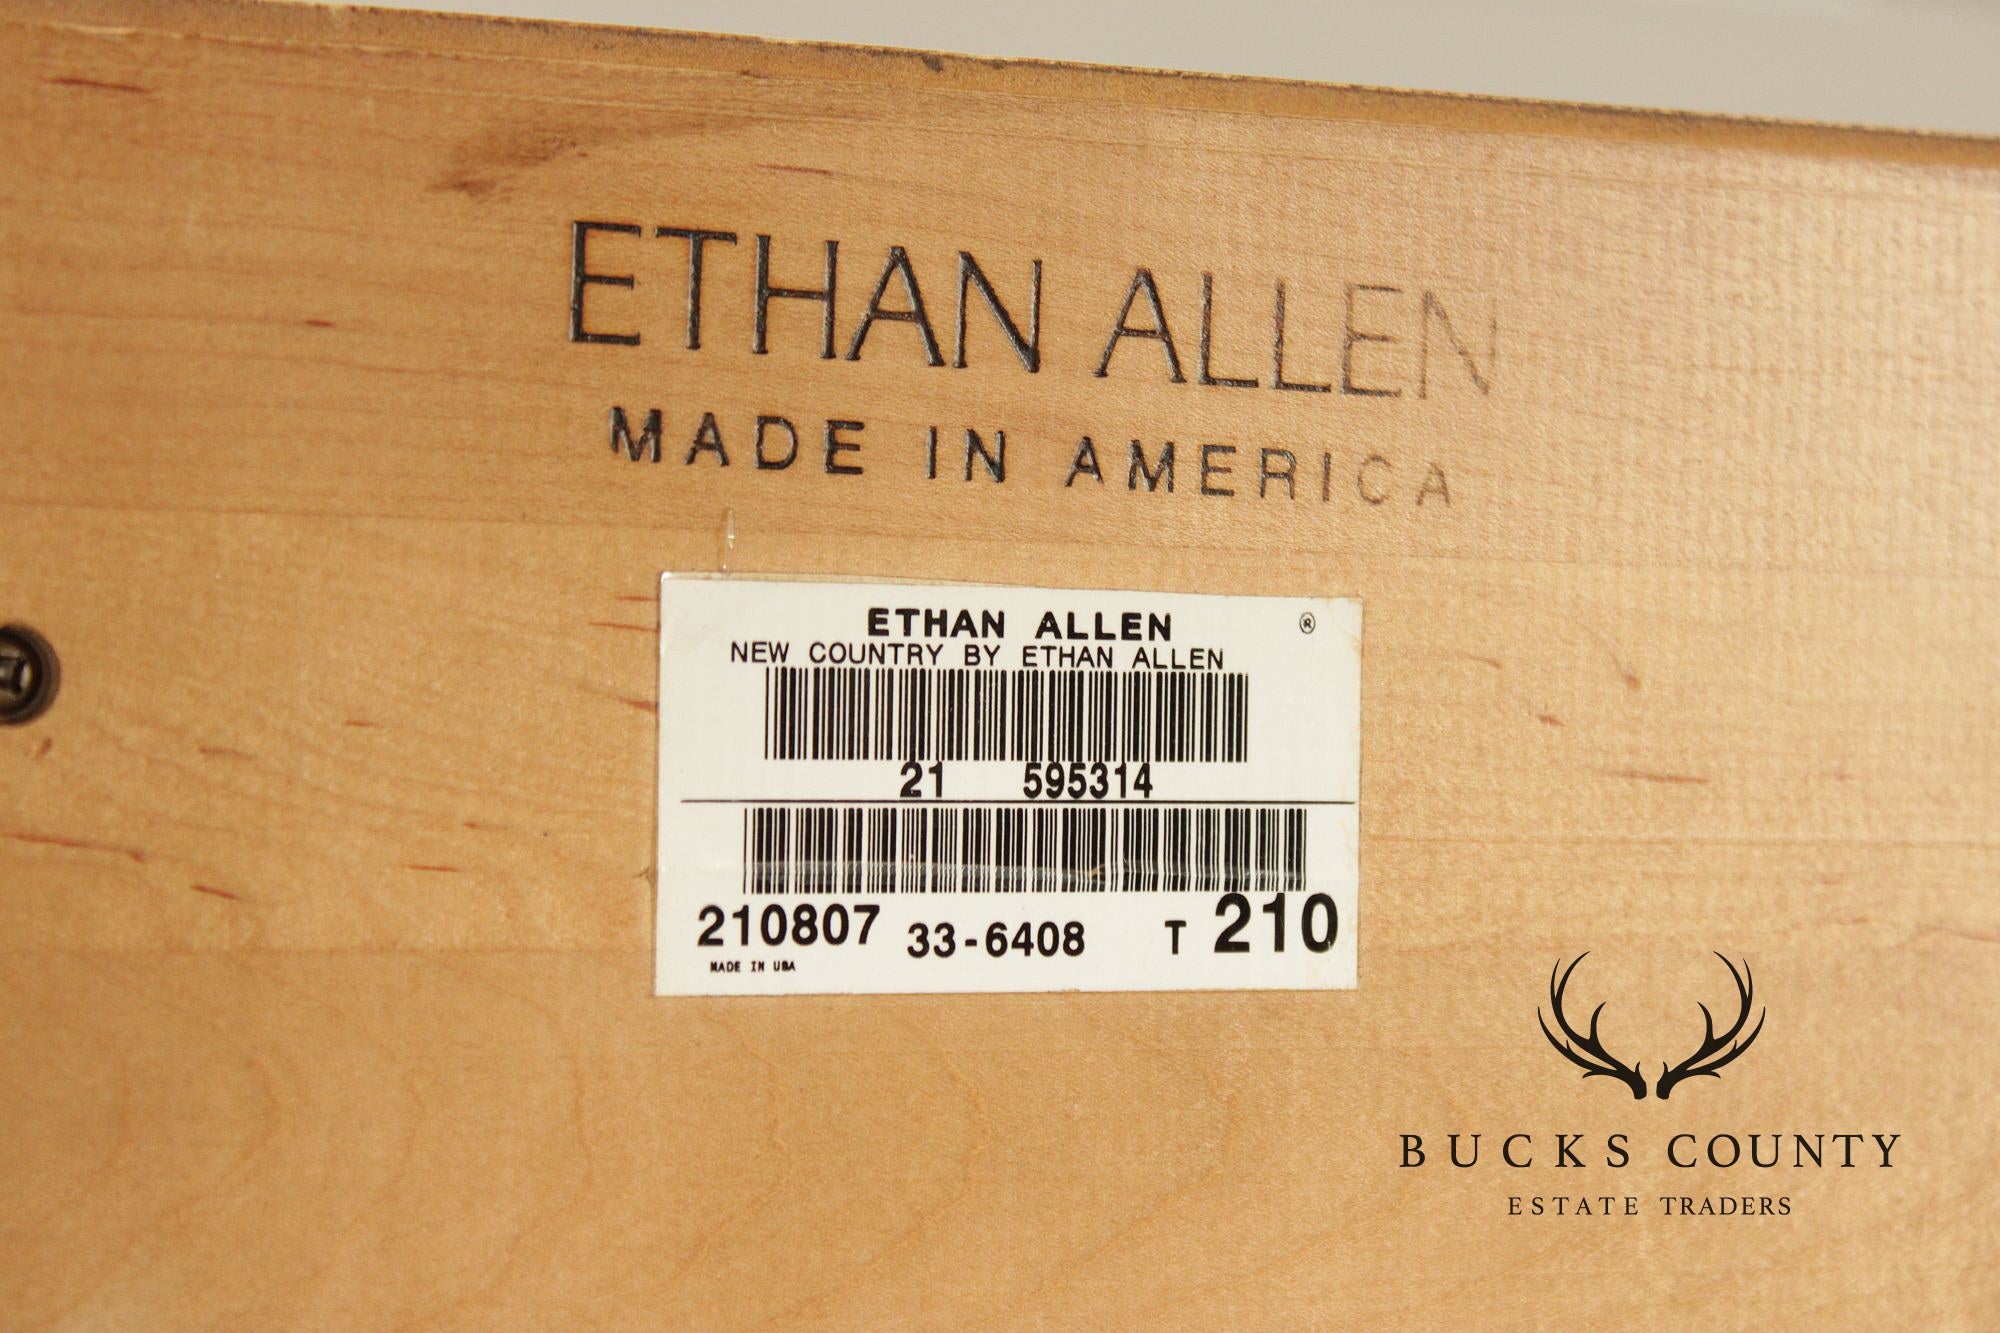 ETHAN ALLEN
MADE IN AMERICA
ETHAN ALLEN ®
NEW COUNTRY BY ETHAN ALLEN
21 595314
210807 33-6408 T 210
MADE IN USA
BUCKS COUNTY
ESTATE TRADERS